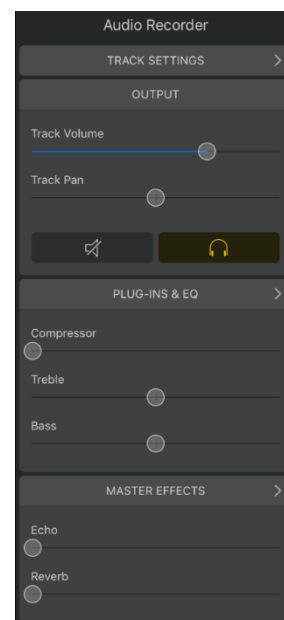 Audio Recorder
TRACK SETTINGS
OUTPUT
Track Volume
Track Pan
PLUG-INS & EQ
Compressor
Treble
Bass
MASTER EFFECTS
Echo
Reverb